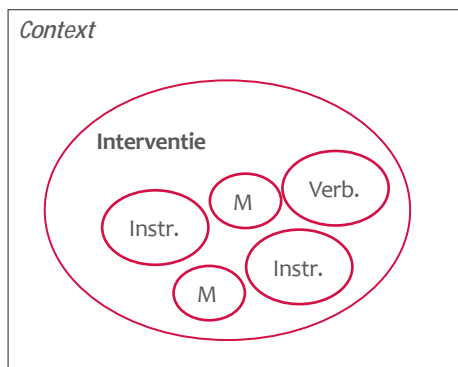 Context
Interventie
Verb.
M
Instr.
Instr.
M